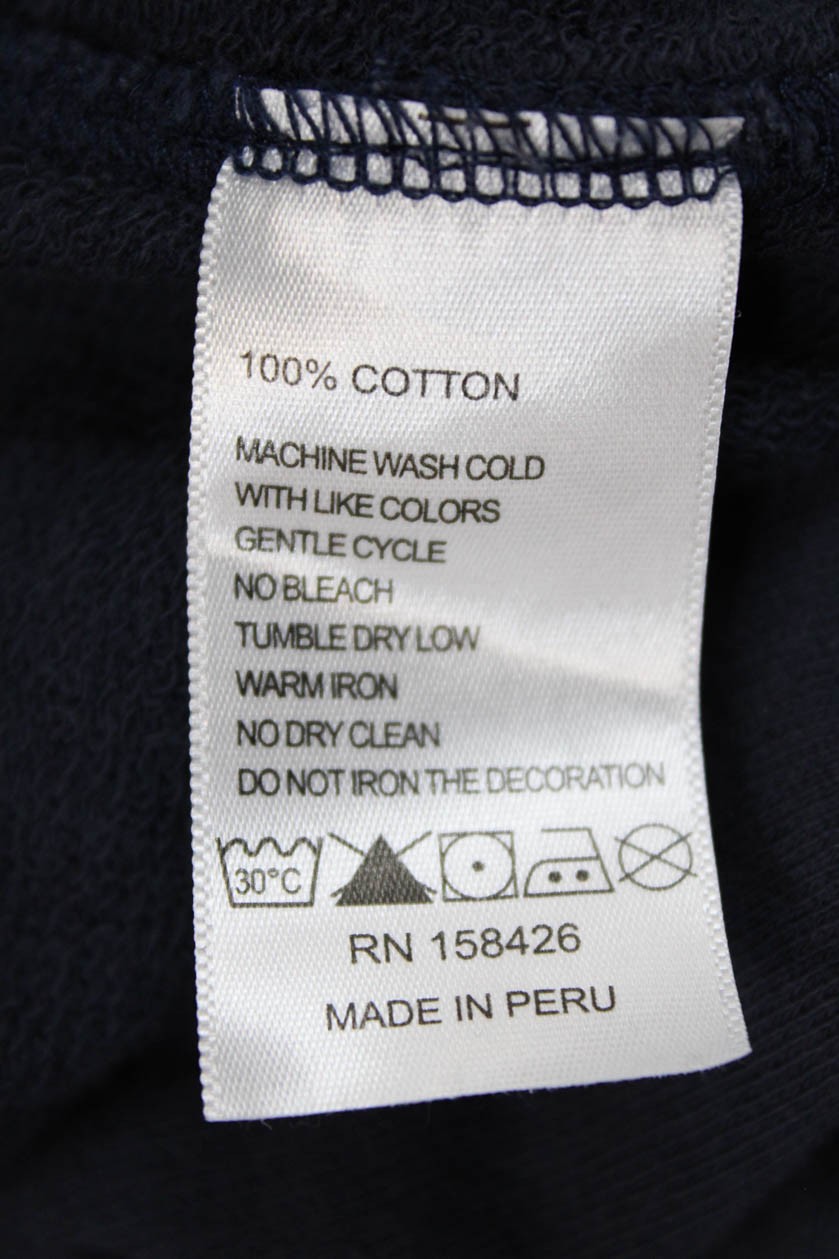 100% COTTON
MACHINE WASH COLD
WITH LIKE COLORS
GENTLE CYCLE
NO BLEACH
TUMBLE DRY LOW
WARM IRON
NO DRY CLEAN
DO NOT IRON THE DECORATION
30°C
RN 158426
MADE IN PERU